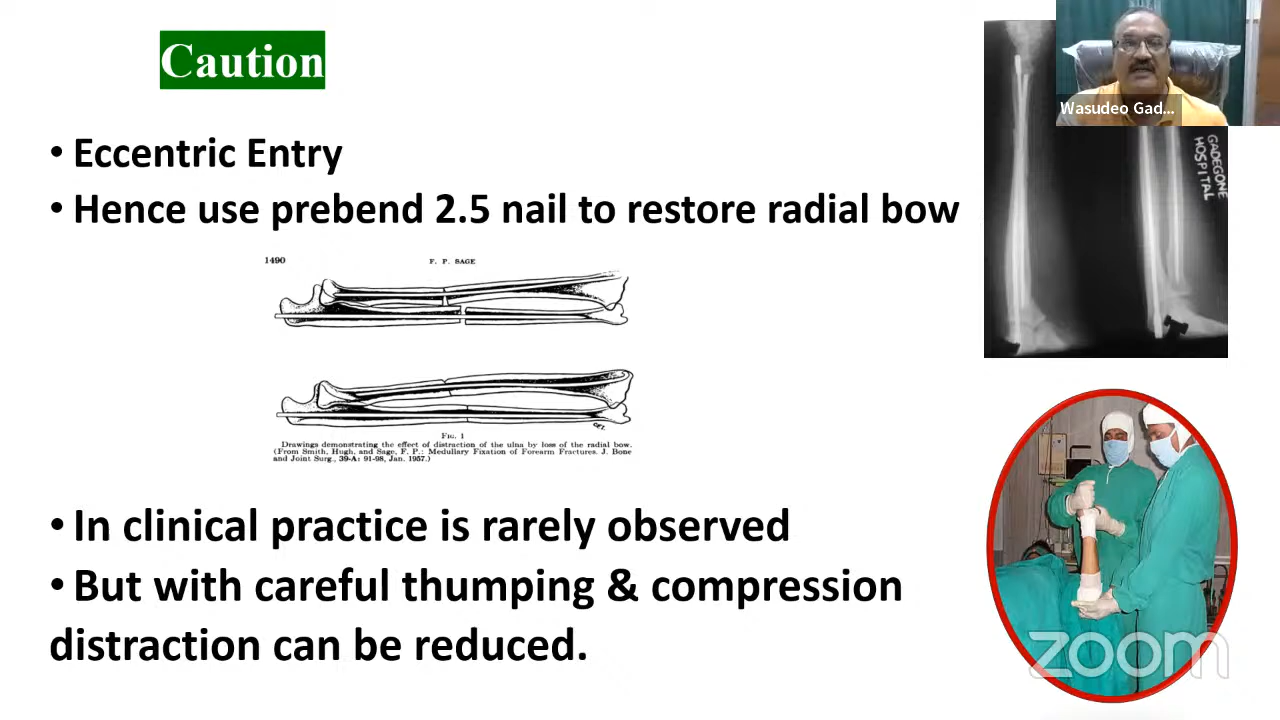 Caution
Wasudeo Gad...
• Eccentric Entry
GADEGONE
HOSPITAL
• Hence use prebend 2.5 nail to restore radial bow
1490
F. P. SAGE
FIG. 1
Drawings demonstrating the effect of distraction of the ulna by loss of the radial bow.
(From Smith, Hugh, and Sage, F. P.: Medullary Fixation of Forearm Fractures. J. Bone
and Joint Surg., 39-A: 91-98, Jan. 1957.)
• In clinical practice is rarely observed
• But with careful thumping & compression
distraction can be reduced.
zoom